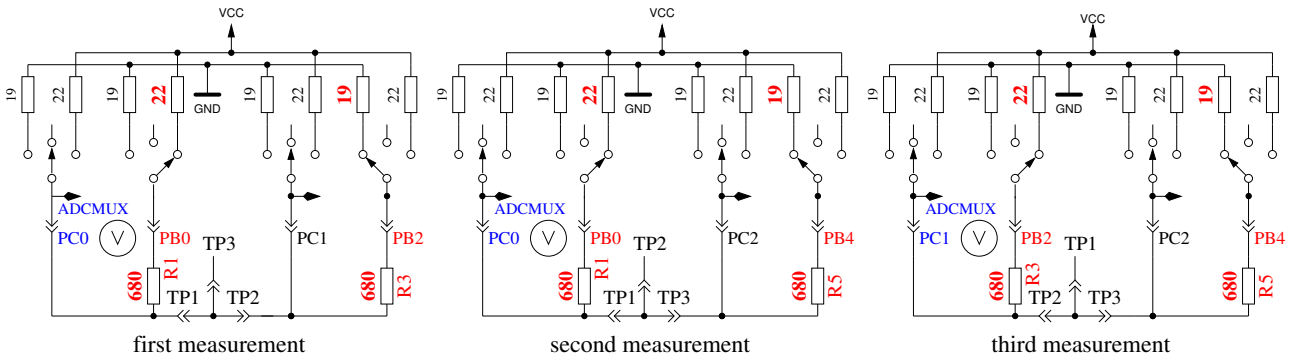 VCC
19
22
19
22
GND
19
22
19
22
ADCMUX
PC0
V
PB0
TP3
PC1
PB2
680
R1
TP1
TP2
680
R3
first measurement
VCC
19
22
19
22
GND
19
22
19
22
ADCMUX
PC0
V
PB0
TP2
PC2
PB4
680
R1
TP1
TP3
680
R5
second measurement
VCC
19
22
19
22
GND
19
22
19
22
ADCMUX
PC1
V
PB2
TP1
PC2
PB4
680
R3
TP2
TP3
680
R5
third measurement